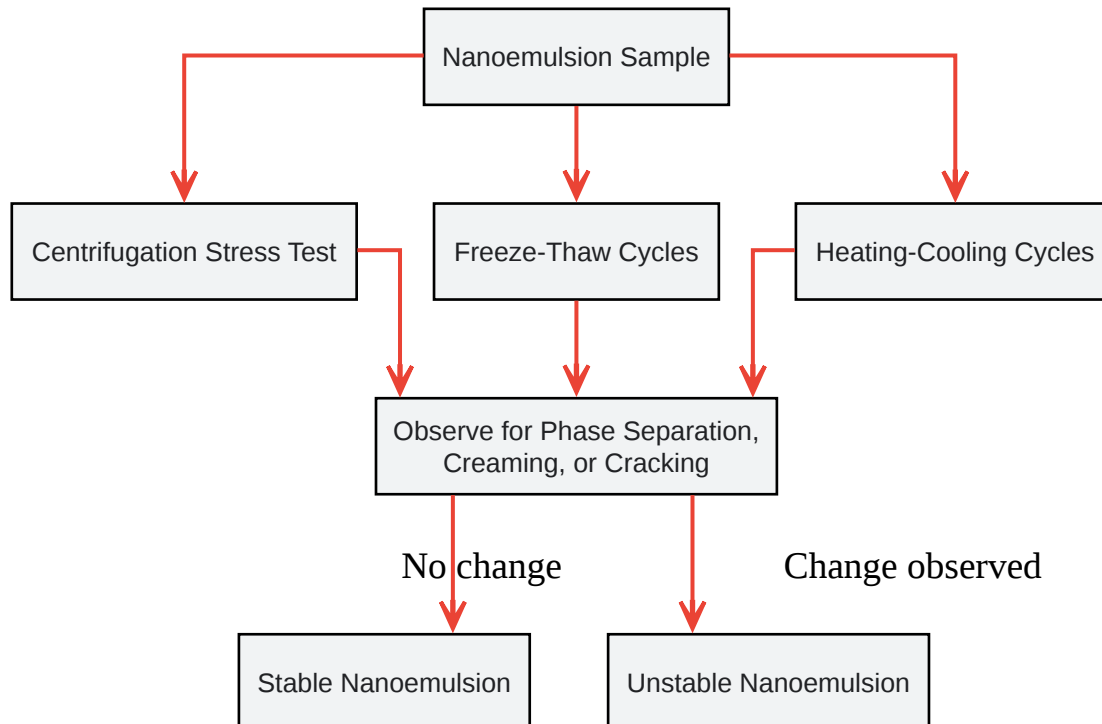 Nanoemulsion Sample
Centrifugation Stress Test
Freeze-Thaw Cycles
Heating-Cooling Cycles
Observe for Phase Separation,
Creaming, or Cracking
No change
Change observed
Stable Nanoemulsion
Unstable Nanoemulsion